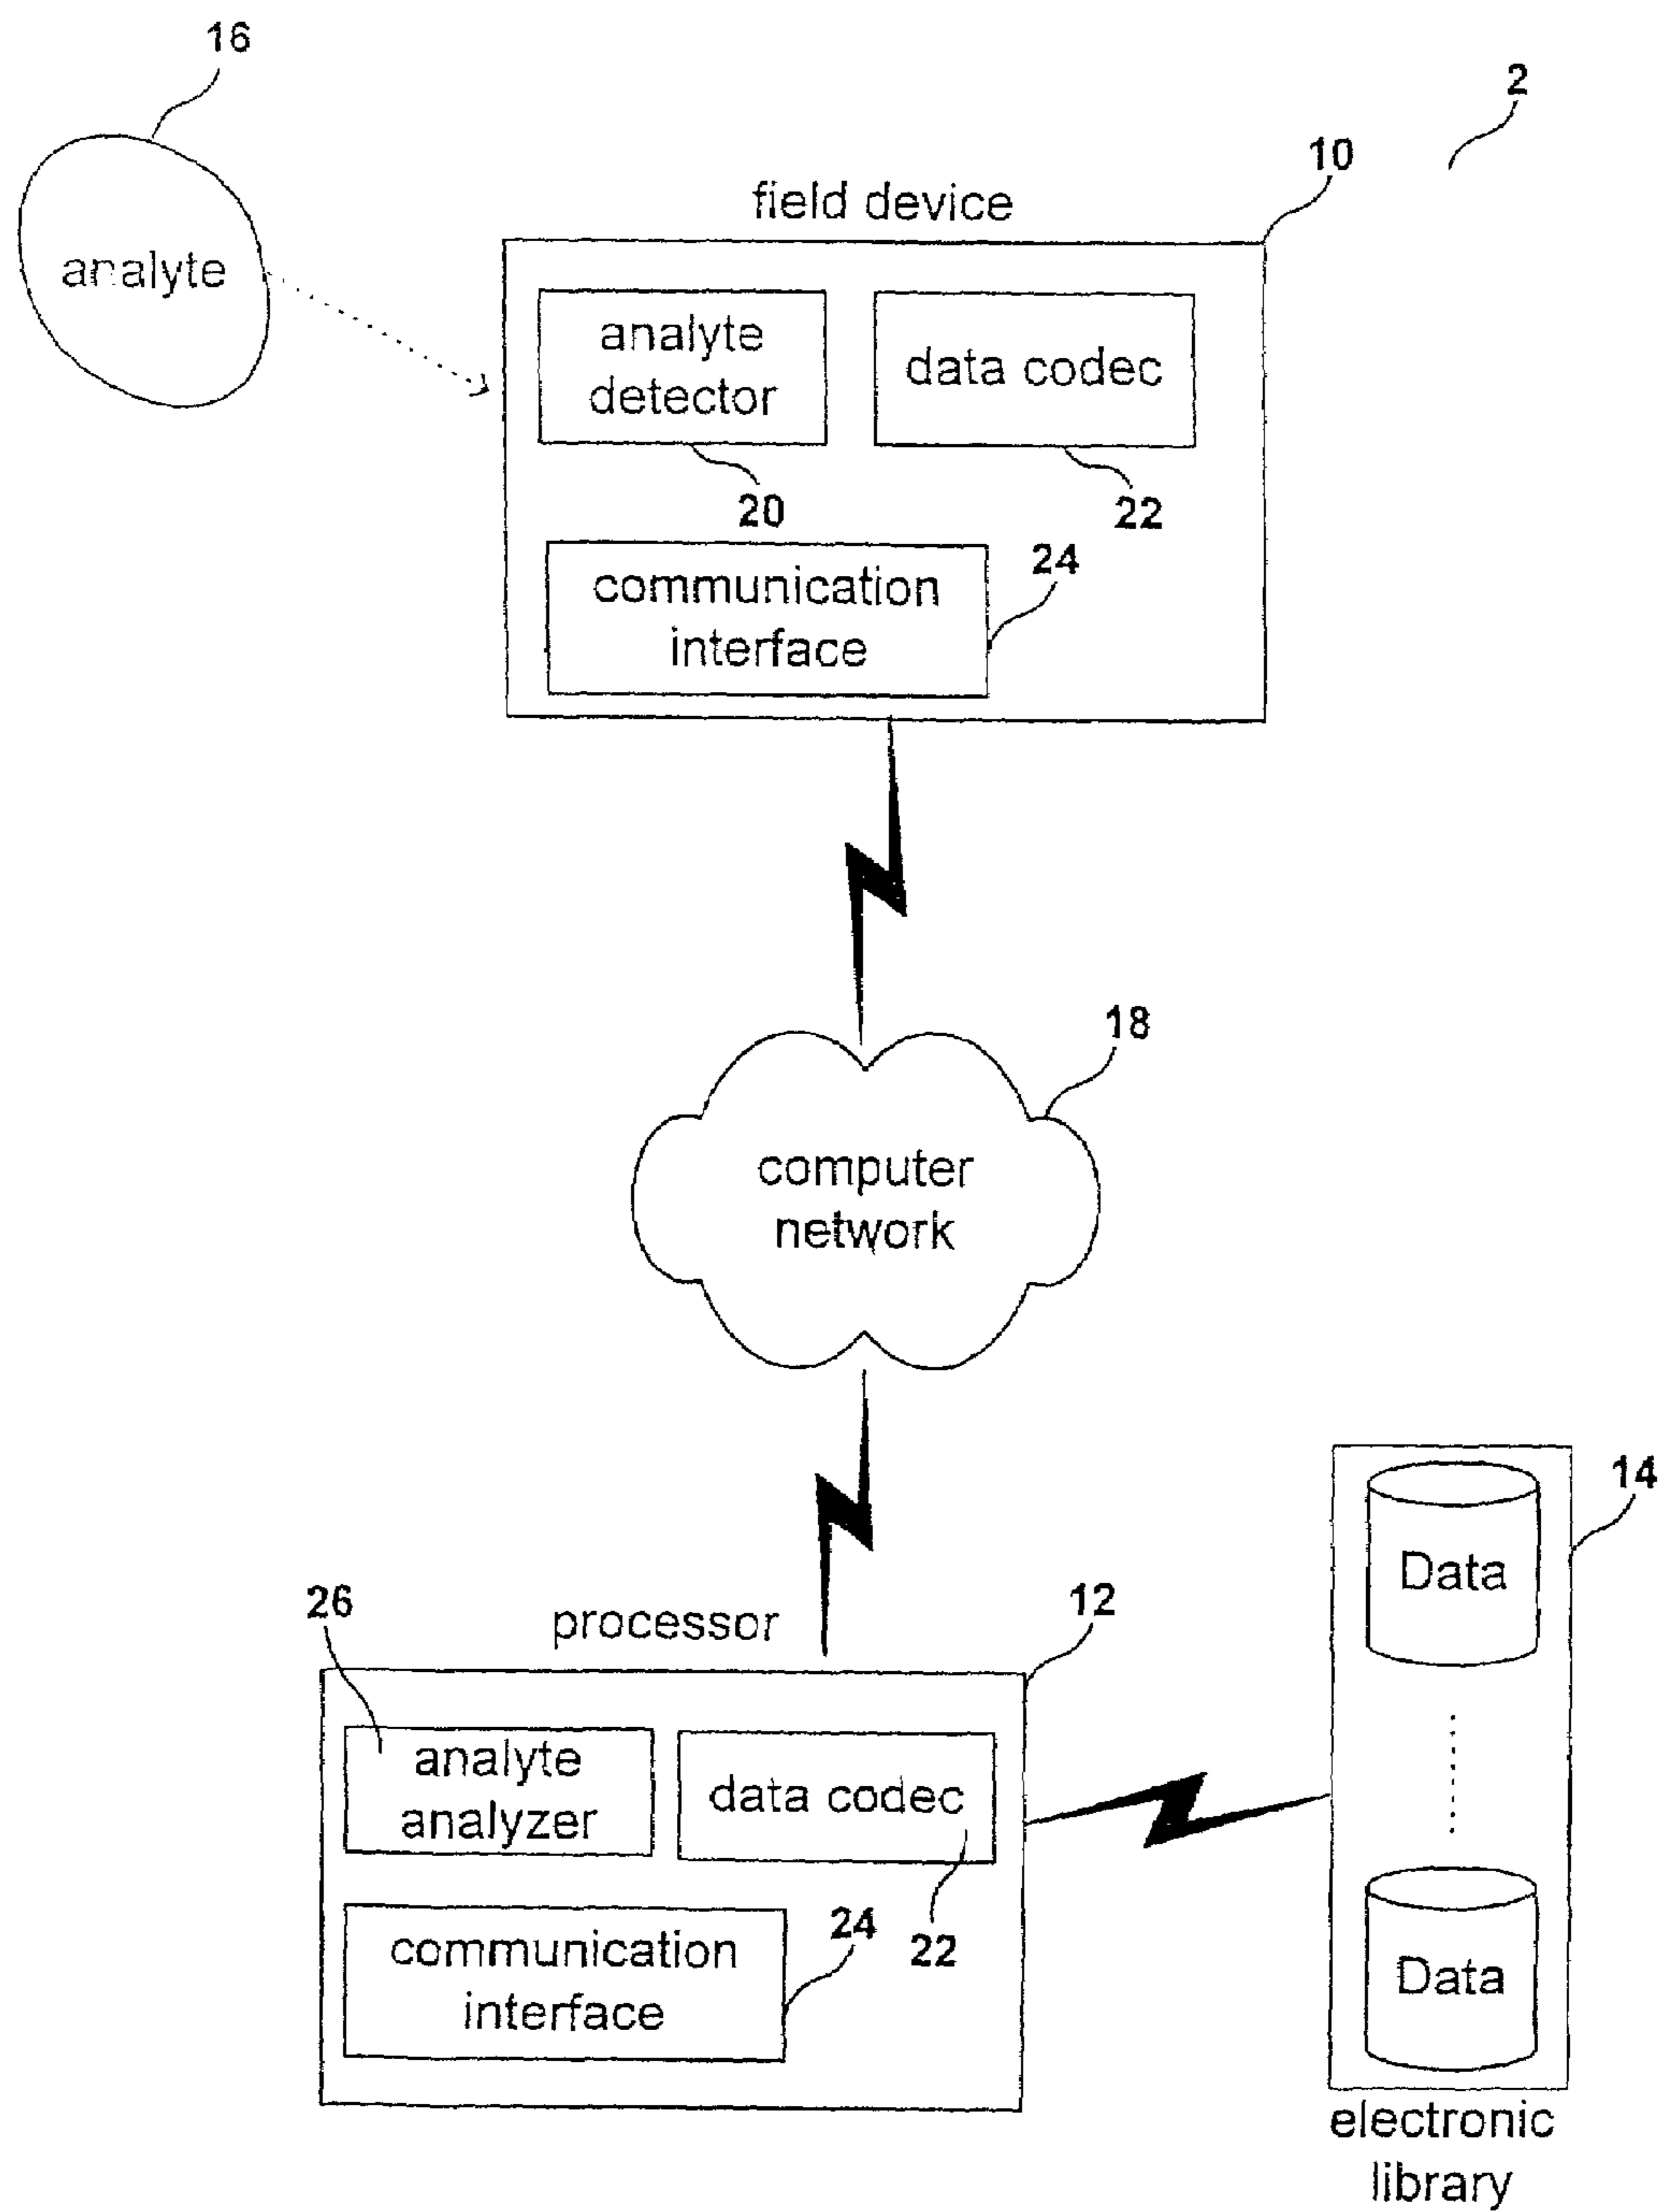 16
2
10
field device
analyte
analyte
detector
data codec
20
22
24
communication
interface
18
computer
network
14
Data
26
processor
12
analyte
analyzer
data codec
24
22
communication
interface
Data
electronic
library